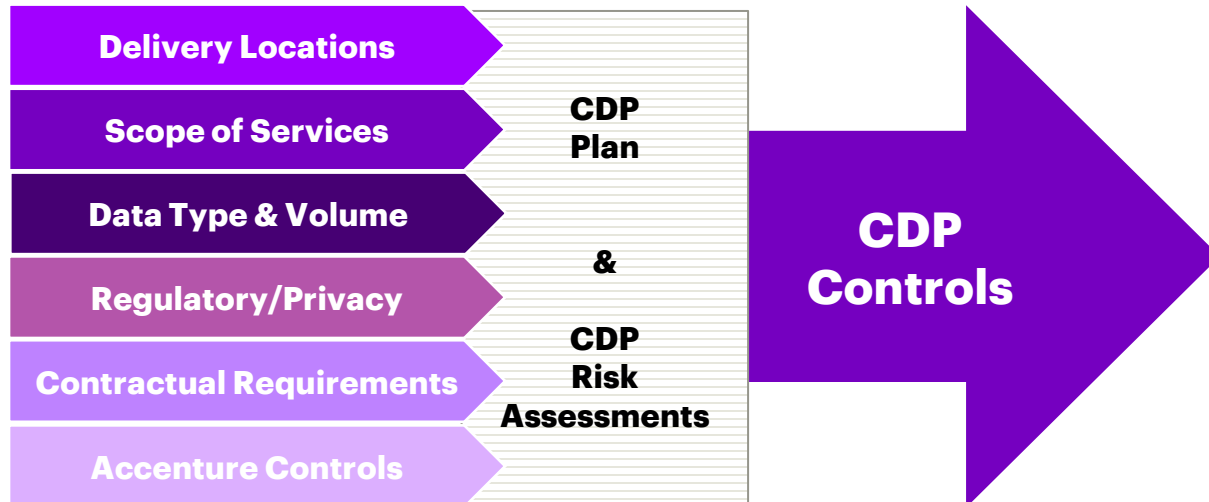 Delivery Locations
Scope of Services
Data Type & Volume
Regulatory/Privacy
Contractual Requirements
Accenture Controls
CDP
Plan
&
CDP
Risk
Assessments
CDP
Controls